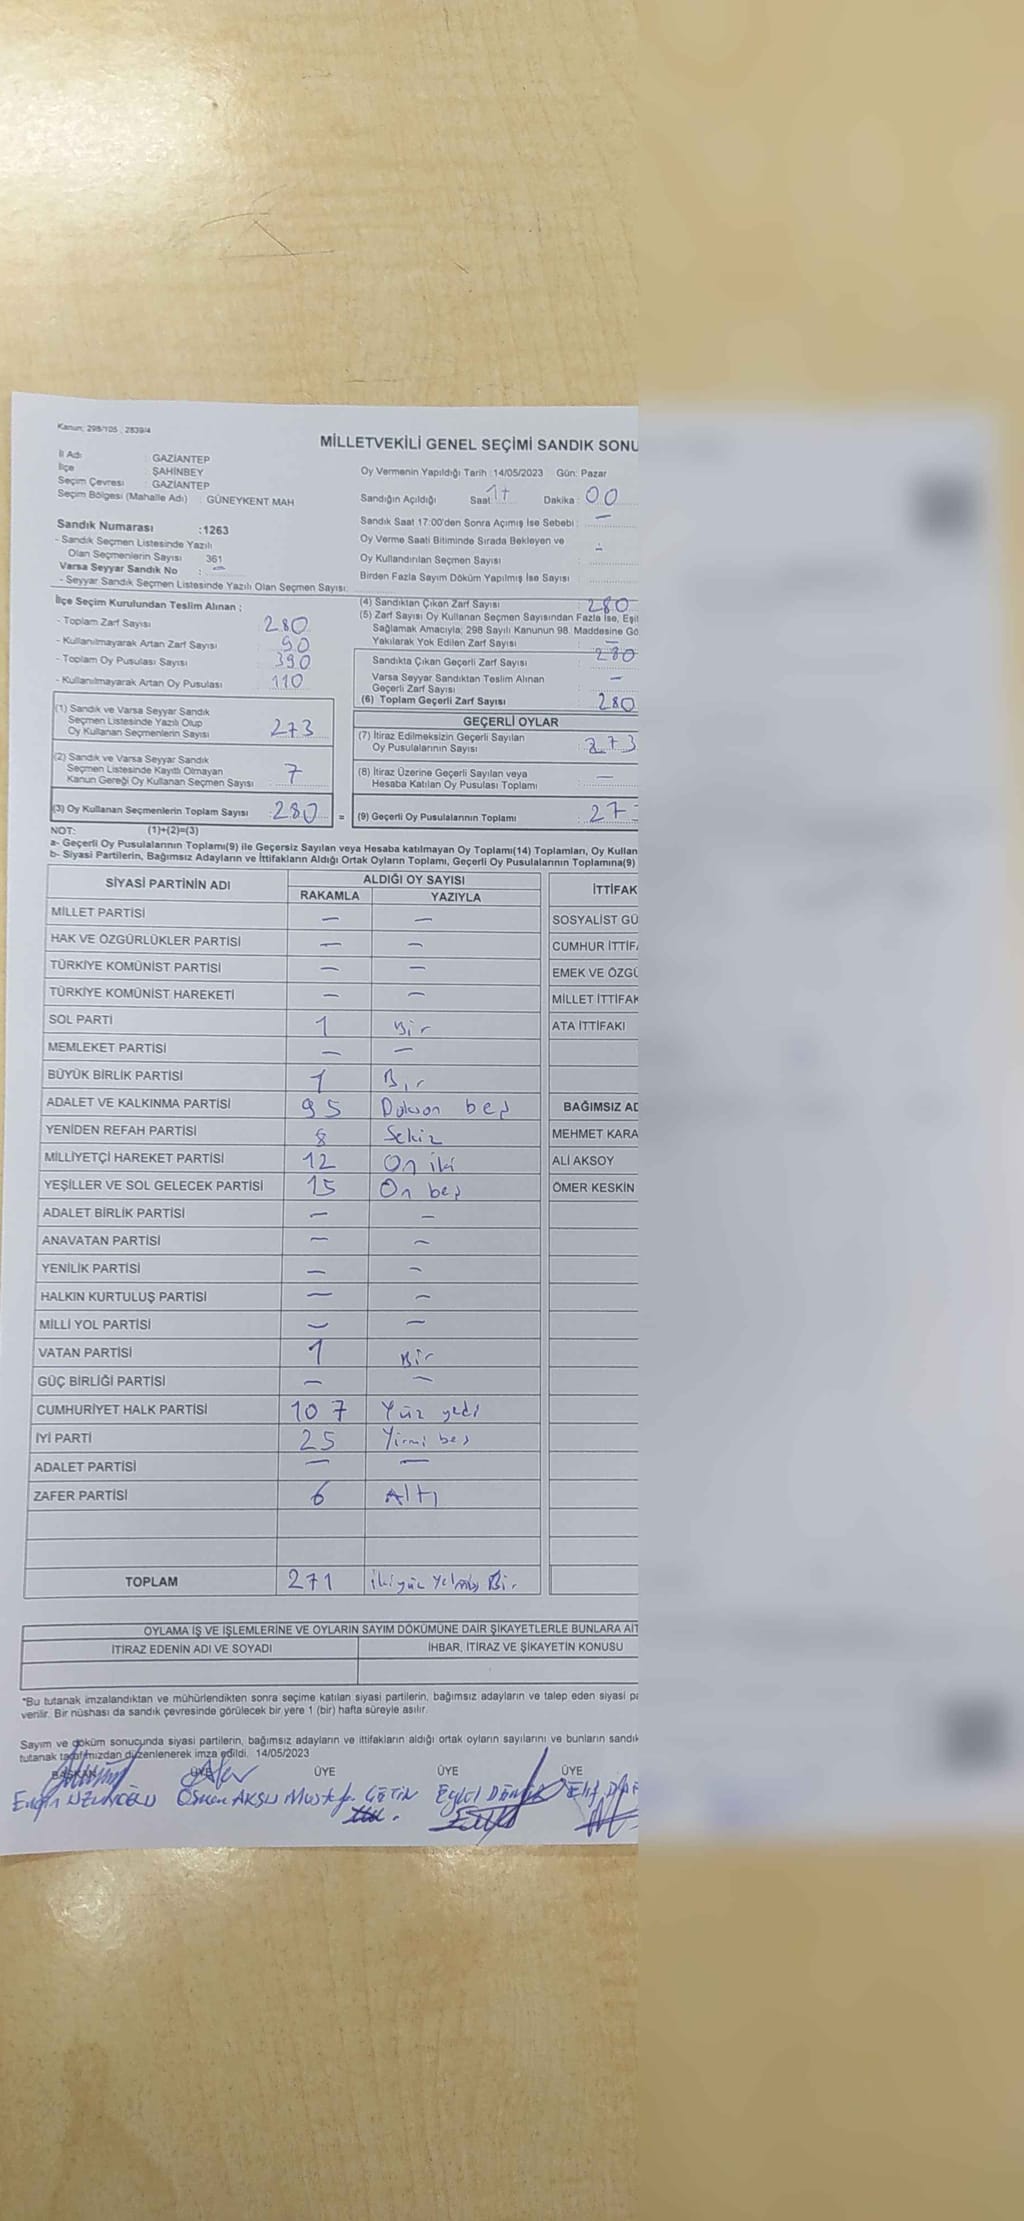 Kanun: 298/105 , 2839/4
MİLLETVEKİLİ GENEL SEÇİMİ SANDIK SONU
İl Adı : GAZİANTEP
İlçe : ŞAHİNBEY
Seçim Çevresi : GAZİANTEP
Seçim Bölgesi (Mahalle Adı) : GÜNEYKENT MAH
Oy Vermenin Yapıldığı Tarih :14/05/2023 Gün: Pazar
Sandığın Açıldığı Saat 17 Dakika : 00
Sandık Saat 17:00'den Sonra Açımış İse Sebebi : —
Oy Verme Saati Bitiminde Sırada Bekleyen ve
Oy Kullandırılan Seçmen Sayısı : -
Birden Fazla Sayım Döküm Yapılmış İse Sayısı
Sandık Numarası :1263
- Sandık Seçmen Listesinde Yazılı
Olan Seçmenlerin Sayısı 361
Varsa Seyyar Sandık No : —
- Seyyar Sandık Seçmen Listesinde Yazılı Olan Seçmen Sayısı:
İlçe Seçim Kurulundan Teslim Alınan :
- Toplam Zarf Sayısı 280
- Kullanılmayarak Artan Zarf Sayısı 90
- Toplam Oy Pusulası Sayısı 390
- Kullanılmayarak Artan Oy Pusulası 110
(4) Sandıktan Çıkan Zarf Sayısı : 280
(5) Zarf Sayısı Oy Kullanan Seçmen Sayısından Fazla İse, Eşit
Sağlamak Amacıyla; 298 Sayılı Kanunun 98. Maddesine Gö
Yakılarak Yok Edilen Zarf Sayısı —
Sandıkta Çıkan Geçerli Zarf Sayısı 280
Varsa Seyyar Sandıktan Teslim Alınan
Geçerli Zarf Sayısı —
(6) Toplam Geçerli Zarf Sayısı 280
(1) Sandık ve Varsa Seyyar Sandık
Seçmen Listesinde Yazılı Olup
Oy Kullanan Seçmenlerin Sayısı : 273
(2) Sandık ve Varsa Seyyar Sandık
Seçmen Listesinde Kayıtlı Olmayan
Kanun Gereği Oy Kullanan Seçmen Sayısı : 7
(3) Oy Kullanan Seçmenlerin Toplam Sayısı : 280 =
GEÇERLİ OYLAR
(7) İtiraz Edilmeksizin Geçerli Sayılan
Oy Pusulalarının Sayısı : 273
(8) İtiraz Üzerine Geçerli Sayılan veya
Hesaba Katılan Oy Pusulası Toplamı : —
(9) Geçerli Oy Pusulalarının Toplamı : 27
NOT: (1)+(2)=(3)
a- Geçerli Oy Pusulalarının Toplamı(9) ile Geçersiz Sayılan veya Hesaba katılmayan Oy Toplamı(14) Toplamları, Oy Kullan
b- Siyasi Partilerin, Bağımsız Adayların ve İttifakların Aldığı Ortak Oyların Toplamı, Geçerli Oy Pusulalarının Toplamına(9)
SİYASİ PARTİNİN ADI ALDIĞI OY SAYISI
RAKAMLA YAZIYLA
MİLLET PARTİSİ — —
HAK VE ÖZGÜRLÜKLER PARTİSİ — —
TÜRKİYE KOMÜNİST PARTİSİ — —
TÜRKİYE KOMÜNİST HAREKETİ — —
SOL PARTİ 1 Bir
MEMLEKET PARTİSİ — —
BÜYÜK BİRLİK PARTİSİ 1 Bir
ADALET VE KALKINMA PARTİSİ 95 Dokson beş
YENİDEN REFAH PARTİSİ 8 Sekiz
MİLLİYETÇİ HAREKET PARTİSİ 12 On iki
YEŞİLLER VE SOL GELECEK PARTİSİ 15 On beş
ADALET BİRLİK PARTİSİ — —
ANAVATAN PARTİSİ — —
YENİLİK PARTİSİ — —
HALKIN KURTULUŞ PARTİSİ — —
MİLLİ YOL PARTİSİ — —
VATAN PARTİSİ 1 Bir
GÜÇ BİRLİĞİ PARTİSİ — —
CUMHURİYET HALK PARTİSİ 107 Yüz yedi
İYİ PARTİ 25 Yirmi beş
ADALET PARTİSİ — —
ZAFER PARTİSİ 6 Altı
TOPLAM 271 İkiyüz Yetmiş Bir
İTTİFAK
SOSYALİST GÜ
CUMHUR İTTİFA
EMEK VE ÖZGÜ
MİLLET İTTİFAK
ATA İTTİFAKI
BAĞIMSIZ AD
MEHMET KARA
ALİ AKSOY
ÖMER KESKİN
OYLAMA İŞ VE İŞLEMLERİNE VE OYLARIN SAYIM DÖKÜMÜNE DAİR ŞİKAYETLERLE BUNLARA AİT
İTİRAZ EDENİN ADI VE SOYADI İHBAR, İTİRAZ VE ŞİKAYETİN KONUSU
"Bu tutanak imzalandıktan ve mühürlendikten sonra seçime katılan siyasi partilerin, bağımsız adayların ve talep eden siyasi pa
verilir. Bir nüshası da sandık çevresinde görülecek bir yere 1 (bir) hafta süreyle asılır.
Sayım ve döküm sonucunda siyasi partilerin, bağımsız adayların ve ittifakların aldığı ortak oyların sayılarını ve bunların sandık
tutanak tarafımızdan düzenlenerek imza edildi. 14/05/2023
BAŞKAN ÜYE ÜYE ÜYE ÜYE
Engin Osman AKSU Mustafa ÇETİN Eylül Elif